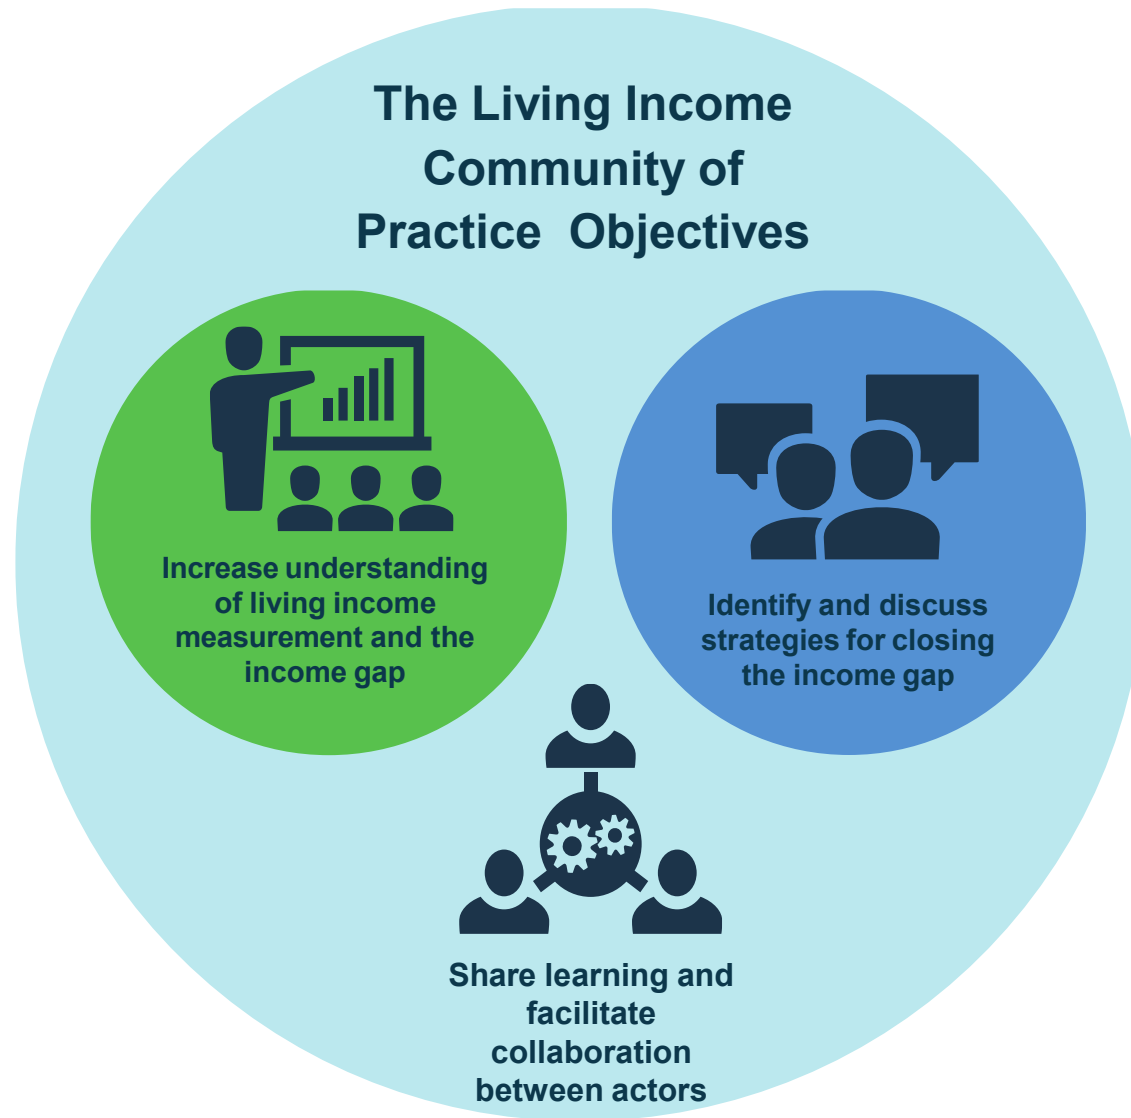 The Living Income
Community of
Practice  Objectives
Increase understanding
of living income
measurement and the
income gap
Identify and discuss
strategies for closing
the income gap
Share learning and
facilitate
collaboration
between actors